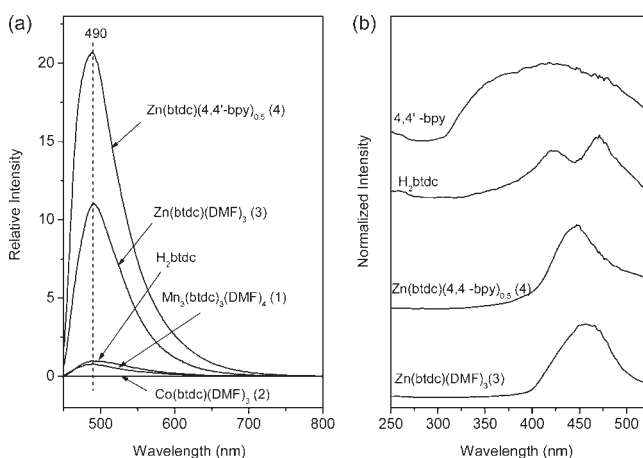 (a)
490
20
15
10
5
0
Relative Intensity
Zn(btdc)(4,4'-bpy)0.5 (4)
Zn(btdc)(DMF)3 (3)
H2btdc
Mn3(btdc)3(DMF)4 (1)
Co(btdc)(DMF)3 (2)
500 600 700 800
Wavelength (nm)
(b)
Normalized Intensity
4,4' -bpy
H2btdc
Zn(btdc)(4,4 -bpy)0.5 (4)
Zn(btdc)(DMF)3(3)
250 300 350 400 450 500
Wavelength (nm)